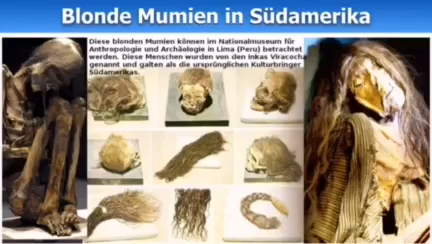 Blonde Mumien in Südamerika
Diese blonden Mumien können im Nationalmuseum für
Anthropologie und Archäologie in Lima (Peru) betrachtet
werden. Diese Menschen wurden von den Inkas Viracocha
genannt und galten als die ursprünglichen Kulturbringer
Südamerikas.